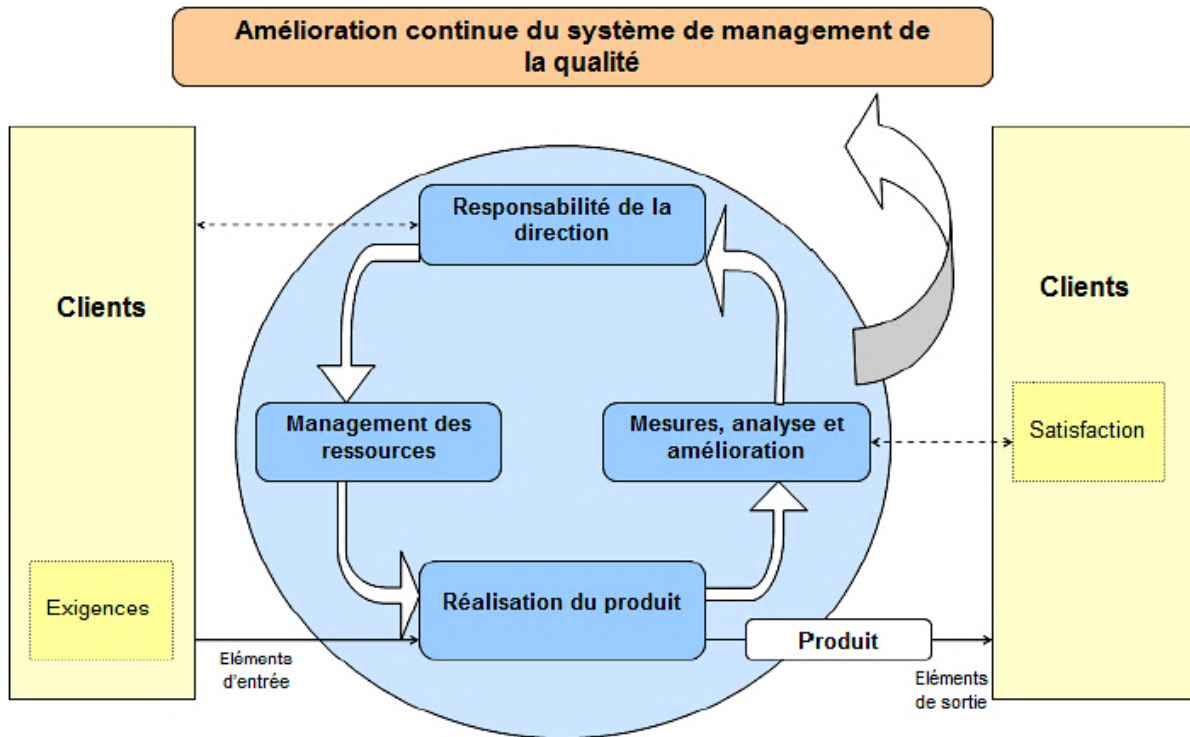 Amélioration continue du système de management de
la qualité
Clients
Exigences
Responsabilité de la
direction
Management des
ressources
Mesures, analyse et
amélioration
Réalisation du produit
Eléments
d'entrée
Produit
Eléments
de sortie
Clients
Satisfaction